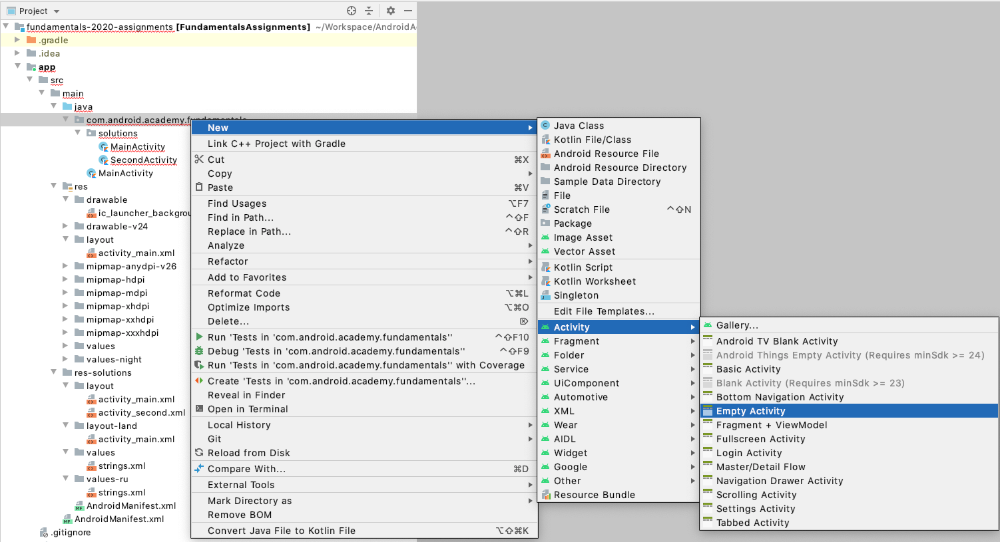 Project
fundamentals-2020-assignments [FundamentalsAssignments] ~/Workspace/AndroidA
.gradle
.idea
app
src
main
java
com.android.academy.fundamentals
solutions
MainActivity
SecondActivity
MainActivity
res
drawable
ic_launcher_backgrou
drawable-v24
layout
activity_main.xml
mipmap-anydpi-v26
mipmap-hdpi
mipmap-mdpi
mipmap-xhdpi
mipmap-xxhdpi
mipmap-xxxhdpi
values
values-night
res-solutions
layout
activity_main.xml
activity_second.xml
layout-land
activity_main.xml
values
strings.xml
values-ru
strings.xml
AndroidManifest.xml
AndroidManifest.xml
.gitignore
New
Link C++ Project with Gradle
Cut ⌘X
Copy
Paste ⌘V
Find Usages ⌥F7
Find in Path... ^⇧F
Replace in Path... ^⇧R
Analyze
Refactor
Add to Favorites
Reformat Code ⌥⌘L
Optimize Imports ⌥⌘O
Delete... ⌦
Run 'Tests in 'com.android.academy.fundamentals'' ^⇧F10
Debug 'Tests in 'com.android.academy.fundamentals'' ^⇧F9
Run 'Tests in 'com.android.academy.fundamentals'' with Coverage
Create 'Tests in 'com.android.academy.fundamentals''...
Reveal in Finder
Open in Terminal
Local History
Git
Reload from Disk
Compare With... ⌘D
External Tools
Mark Directory as
Remove BOM
Convert Java File to Kotlin File ⌥⇧⌘K
Java Class
Kotlin File/Class
Android Resource File
Android Resource Directory
Sample Data Directory
File
Scratch File ^⇧N
Package
Image Asset
Vector Asset
Kotlin Script
Kotlin Worksheet
Singleton
Edit File Templates...
Activity
Fragment
Folder
Service
UiComponent
Automotive
XML
Wear
AIDL
Widget
Google
Other
Resource Bundle
Gallery...
Android TV Blank Activity
Android Things Empty Activity (Requires minSdk >= 24)
Basic Activity
Blank Activity (Requires minSdk >= 23)
Bottom Navigation Activity
Empty Activity
Fragment + ViewModel
Fullscreen Activity
Login Activity
Master/Detail Flow
Navigation Drawer Activity
Scrolling Activity
Settings Activity
Tabbed Activity